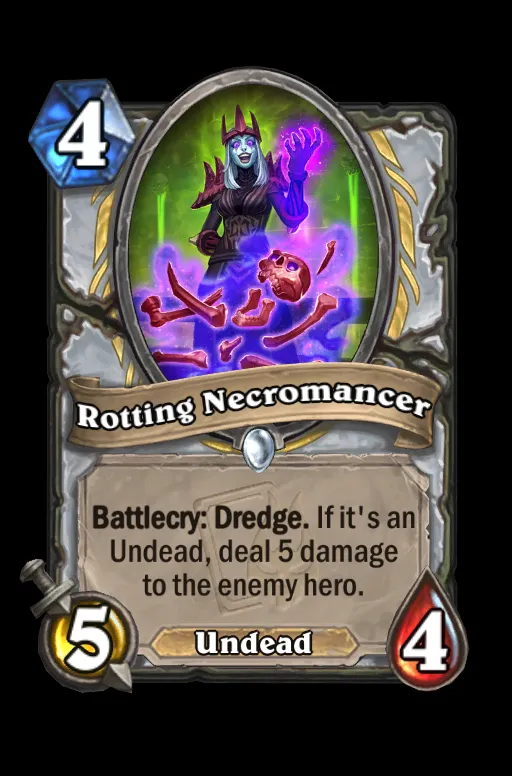 4
Rotting Necromancer
Battlecry: Dredge. If it's an
Undead, deal 5 damage
to the enemy hero.
5
Undead
4